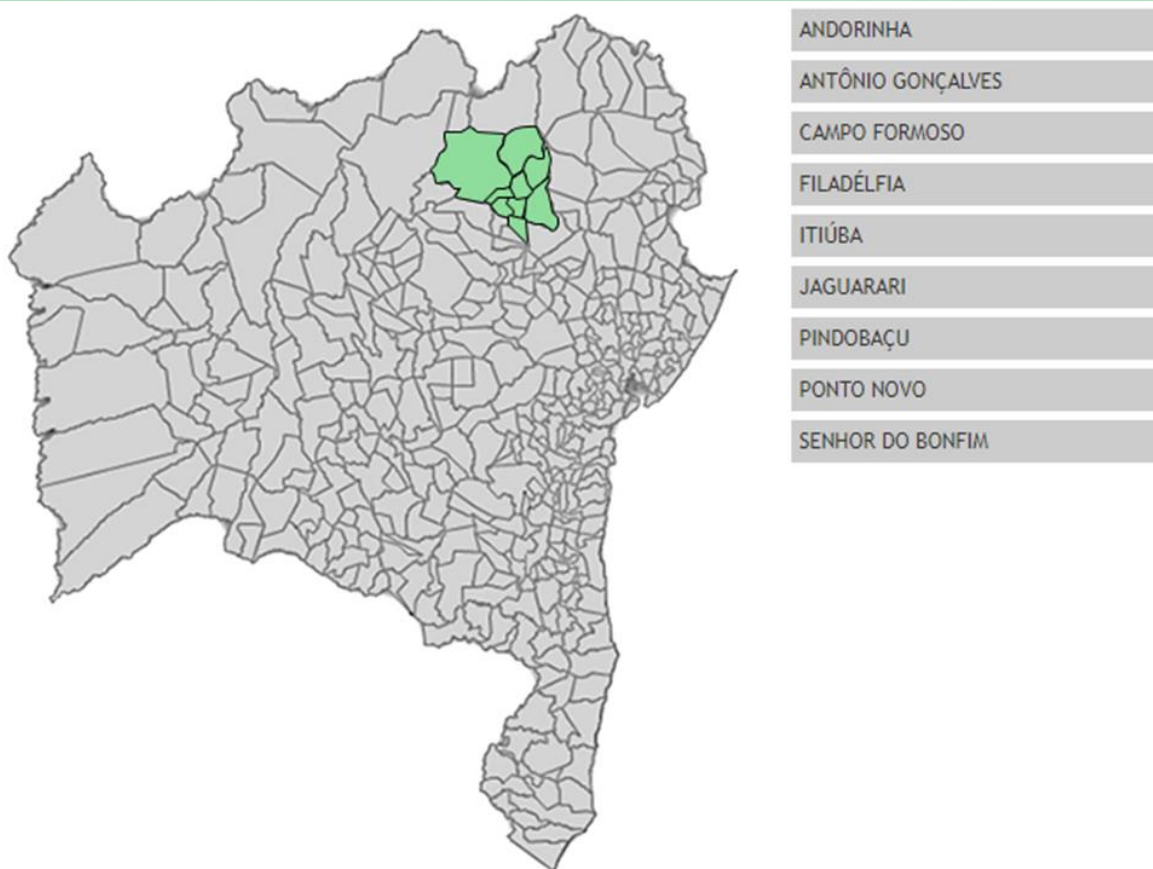 ANDORINHA
ANTÔNIO GONÇALVES
CAMPO FORMOSO
FILADÉLFIA
ITIÚBA
JAGUARARI
PINDOBAÇU
PONTO NOVO
SENHOR DO BONFIM